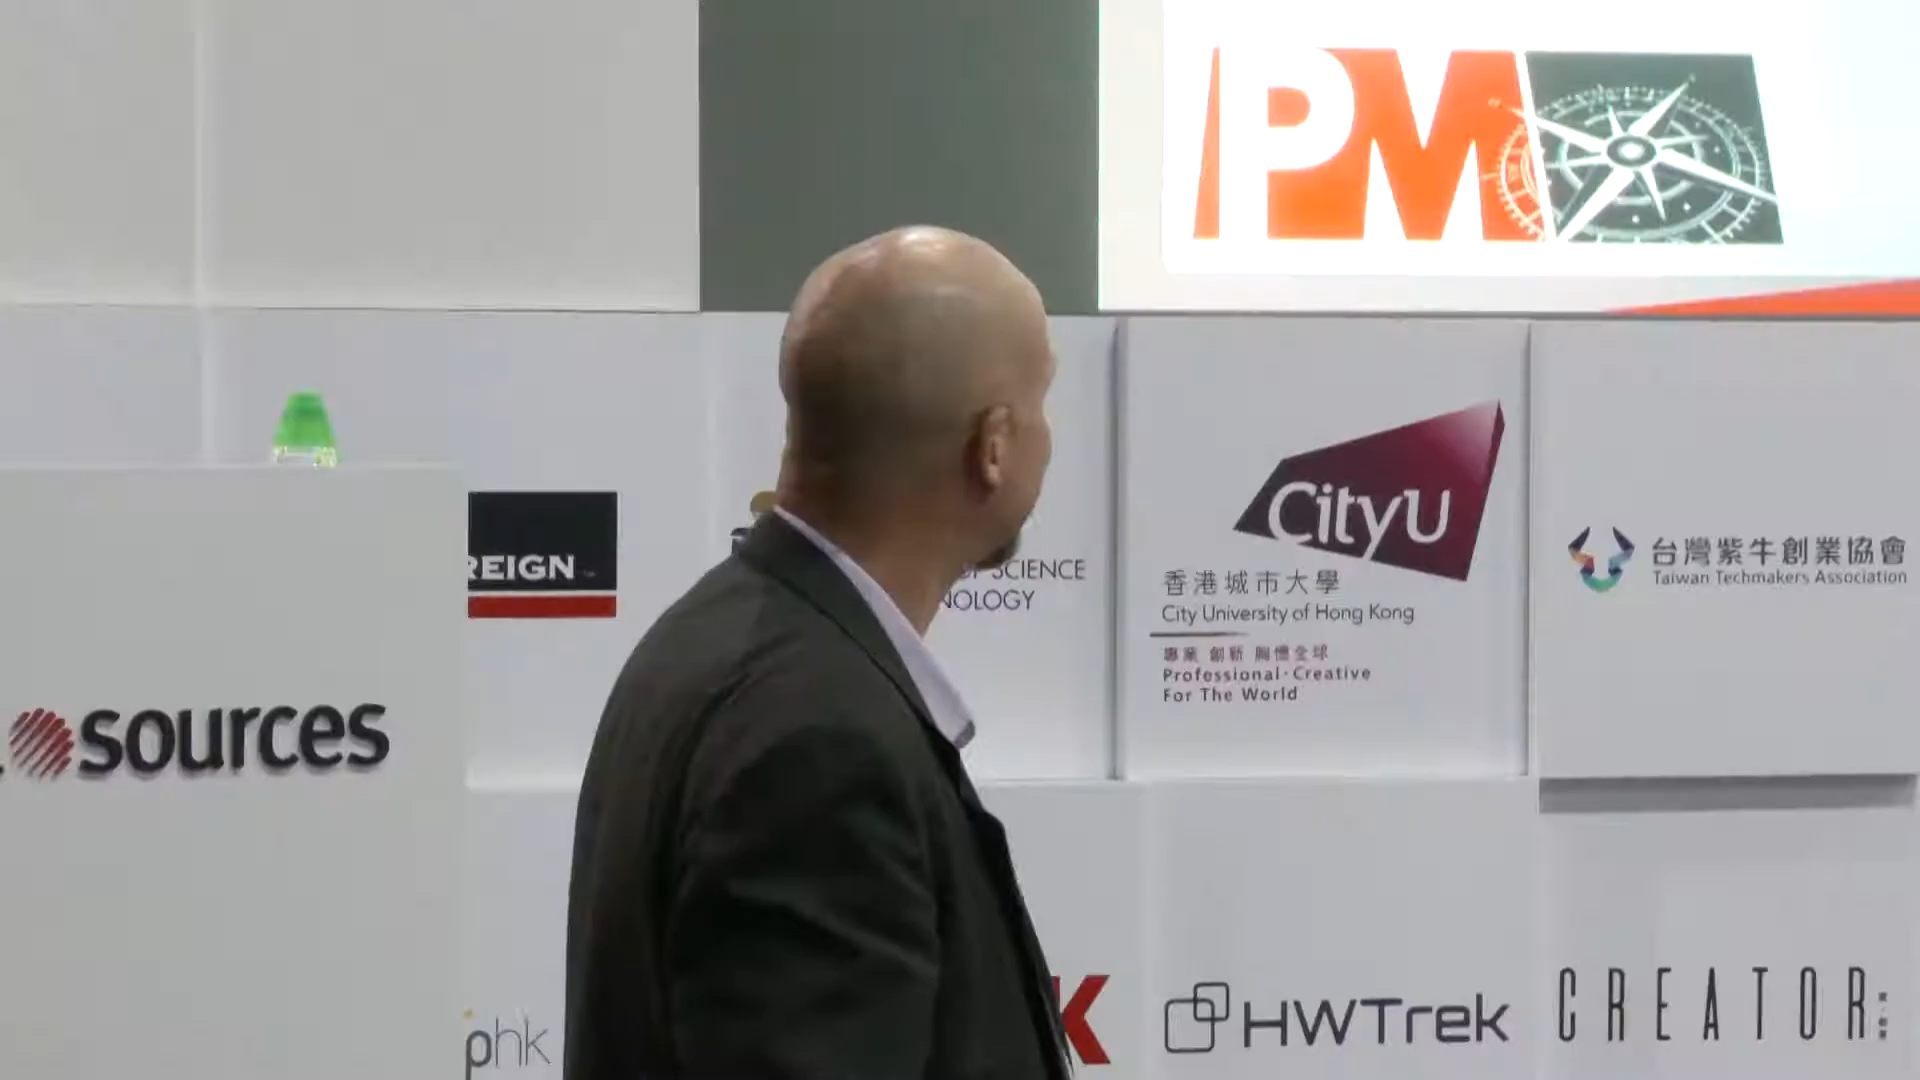 IPM
REIGN
OF SCIENCE
NOLOGY
CityU
香港城市大學
City University of Hong Kong
專業 創新 胸懷全球
Professional·Creative
For The World
台灣紫牛創業協會
Taiwan Techmakers Association
sources
phk
K
HWTrek
CREATOR